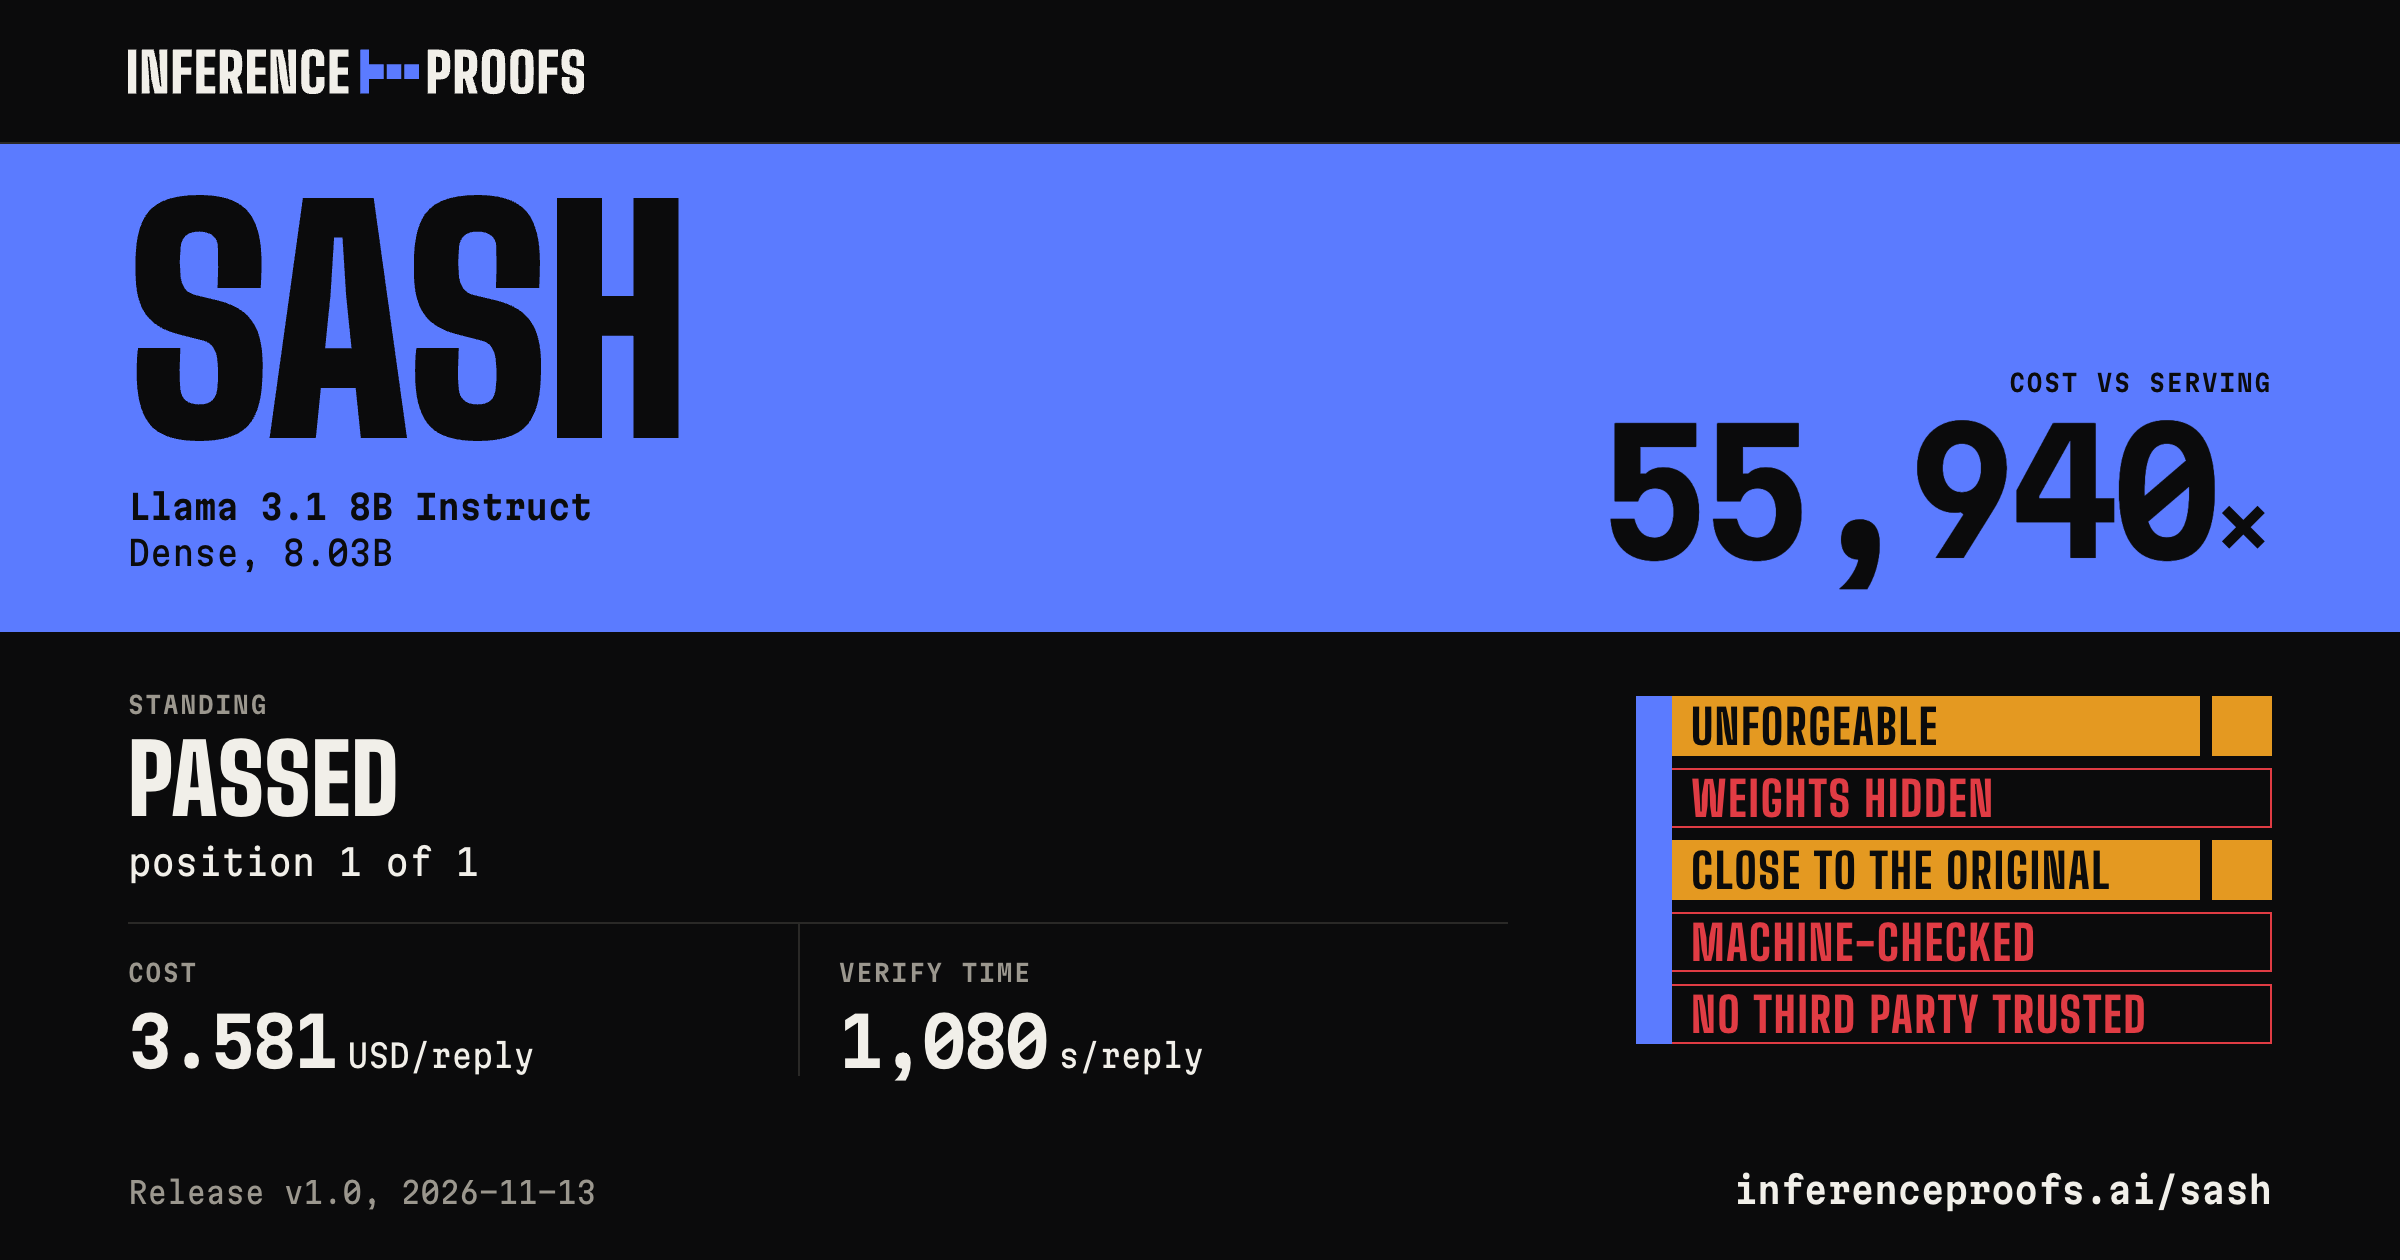 INFERENCE PROOFS
SASH
Llama 3.1 8B Instruct
Dense, 8.03B
COST VS SERVING
55,940×
STANDING
PASSED
position 1 of 1
COST
3.581 USD/reply
VERIFY TIME
1,080 s/reply
UNFORGEABLE
WEIGHTS HIDDEN
CLOSE TO THE ORIGINAL
MACHINE-CHECKED
NO THIRD PARTY TRUSTED
Release v1.0, 2026-11-13
inferenceproofs.ai/sash